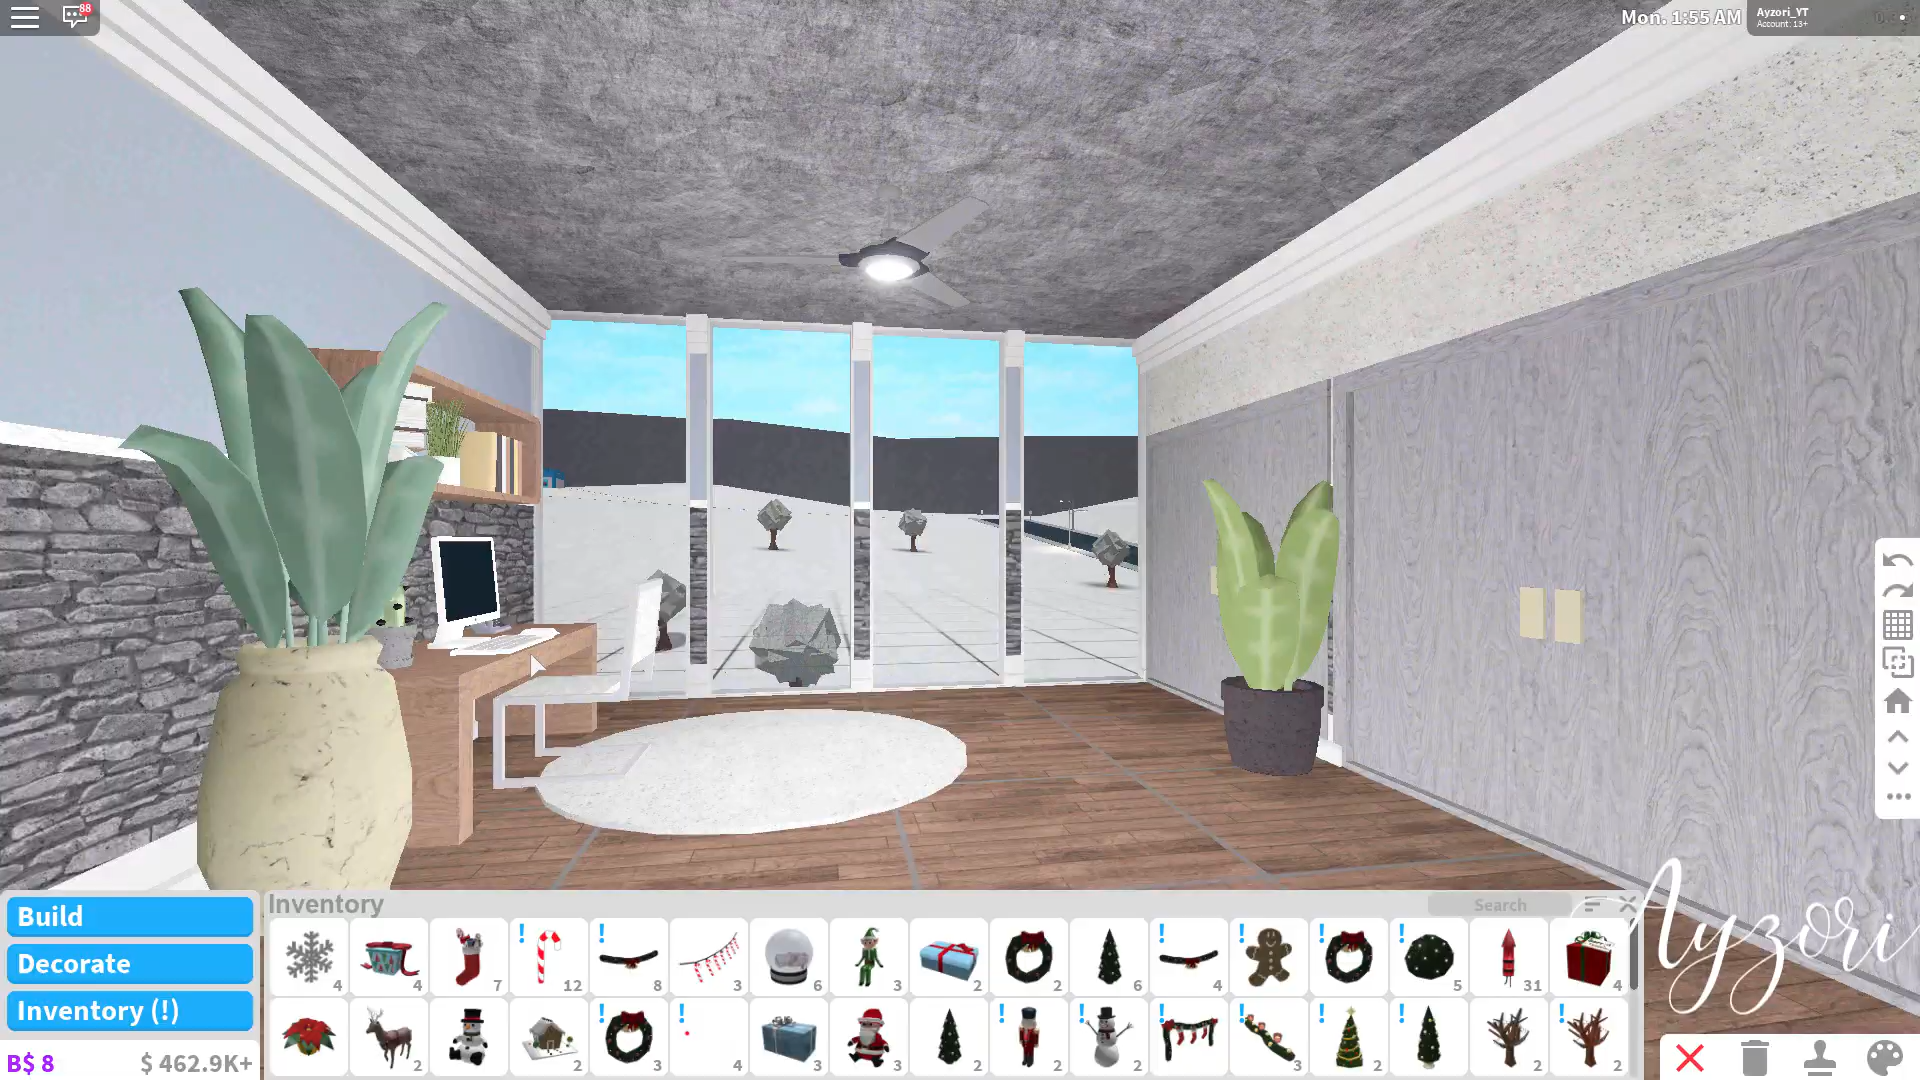 88
Mon. 1:55 AM
Ayzori_YT
Account: 13+
Build
Decorate
Inventory (!)
B$ 8
$ 462.9K+
Inventory
Search
4 4 7 ! 12 ! 8 3 6 3 2 2 6 ! 4 ! ! ! 5 31 4
2 2 ! 3 ! 4 3 3 2 ! 2 ! 2 ! 2 ! 3 ! 2 ! 2 ! 2
Ayzori